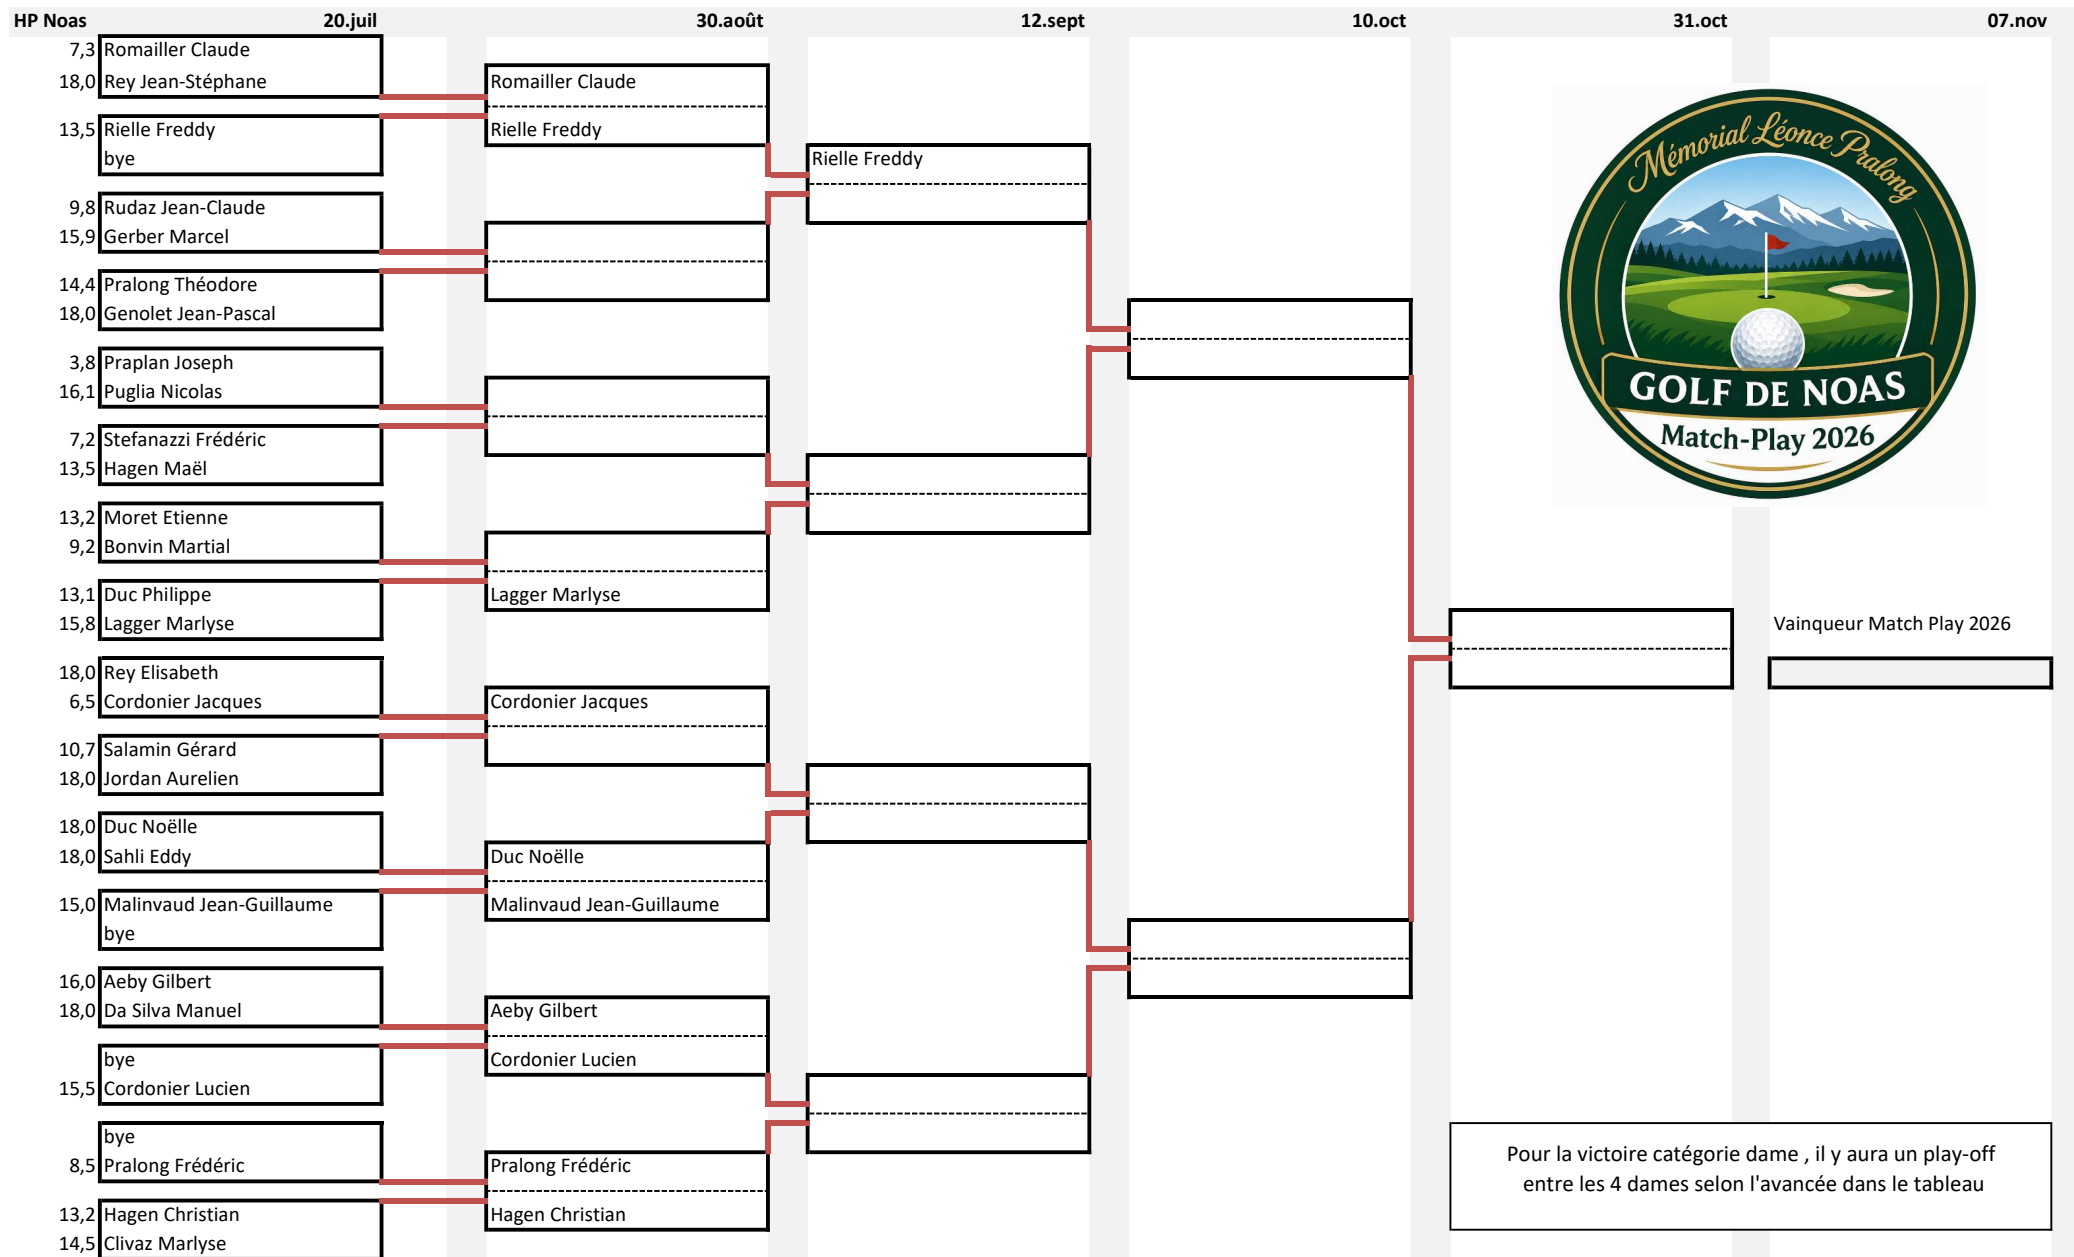 HP Noas 20.juil 30.août 12.sept 10.oct 31.oct 07.nov
7,3 Romailler Claude
18,0 Rey Jean-Stéphane
13,5 Rielle Freddy
bye
9,8 Rudaz Jean-Claude
15,9 Gerber Marcel
14,4 Pralong Théodore
18,0 Genolet Jean-Pascal
3,8 Praplan Joseph
16,1 Puglia Nicolas
7,2 Stefanazzi Frédéric
13,5 Hagen Maël
13,2 Moret Etienne
9,2 Bonvin Martial
13,1 Duc Philippe
15,8 Lagger Marlyse
18,0 Rey Elisabeth
6,5 Cordonier Jacques
10,7 Salamin Gérard
18,0 Jordan Aurelien
18,0 Duc Noëlle
18,0 Sahli Eddy
15,0 Malinvaud Jean-Guillaume
bye
16,0 Aeby Gilbert
18,0 Da Silva Manuel
bye
15,5 Cordonier Lucien
bye
8,5 Pralong Frédéric
13,2 Hagen Christian
14,5 Clivaz Marlyse
Romailler Claude
Rielle Freddy
Lagger Marlyse
Cordonier Jacques
Duc Noëlle
Malinvaud Jean-Guillaume
Aeby Gilbert
Cordonier Lucien
Pralong Frédéric
Hagen Christian
Rielle Freddy
Mémorial Léonce Pralong
GOLF DE NOAS
Match-Play 2026
Vainqueur Match Play 2026
Pour la victoire catégorie dame , il y aura un play-off
entre les 4 dames selon l'avancée dans le tableau